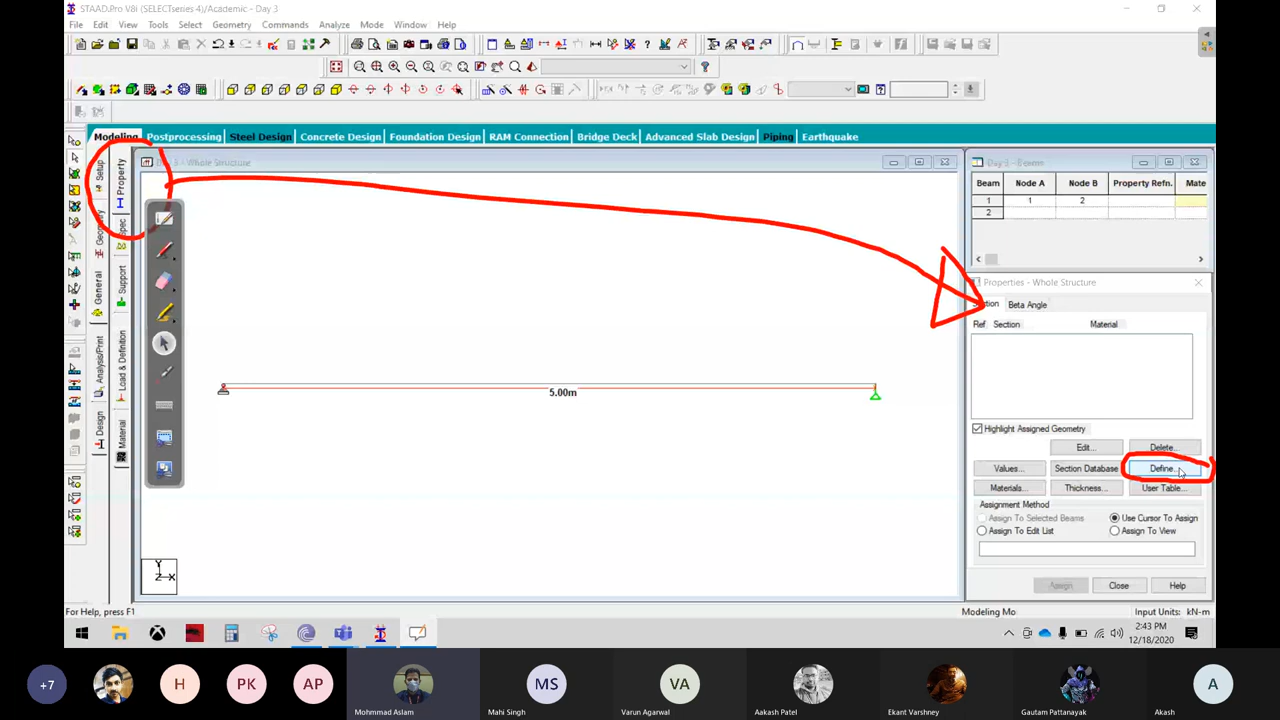 STAAD.Pro V8i (SELECTseries 4)/Academic - Day 3
File Edit View Tools Select Geometry Commands Analyze Mode Window Help
Modeling Postprocessing Steel Design Concrete Design Foundation Design RAM Connection Bridge Deck Advanced Slab Design Piping Earthquake
Setup
Geometry
General
Analysis/Print
Design
Property
Spec
Support
Load & Definition
Material
Whole Structure
5.00m
Y
Z X
Day 3 - Beams
Beam Node A Node B Property Refn. Mate
1 1 2
2
Properties - Whole Structure
Beta Angle
Ref Section Material
Highlight Assigned Geometry
Edit... Delete...
Values... Section Database Define...
Materials... Thickness... User Table...
Assignment Method
Assign To Selected Beams Use Cursor To Assign
Assign To Edit List Assign To View
Assign Close Help
For Help, press F1
Modeling Mo Input Units: kN-m
2:43 PM
12/18/2020
+7 H PK AP MS VA A
Mohmmad Aslam Mahi Singh Varun Agarwal Aakash Patel Ekant Varshney Gautam Pattanayak Akash